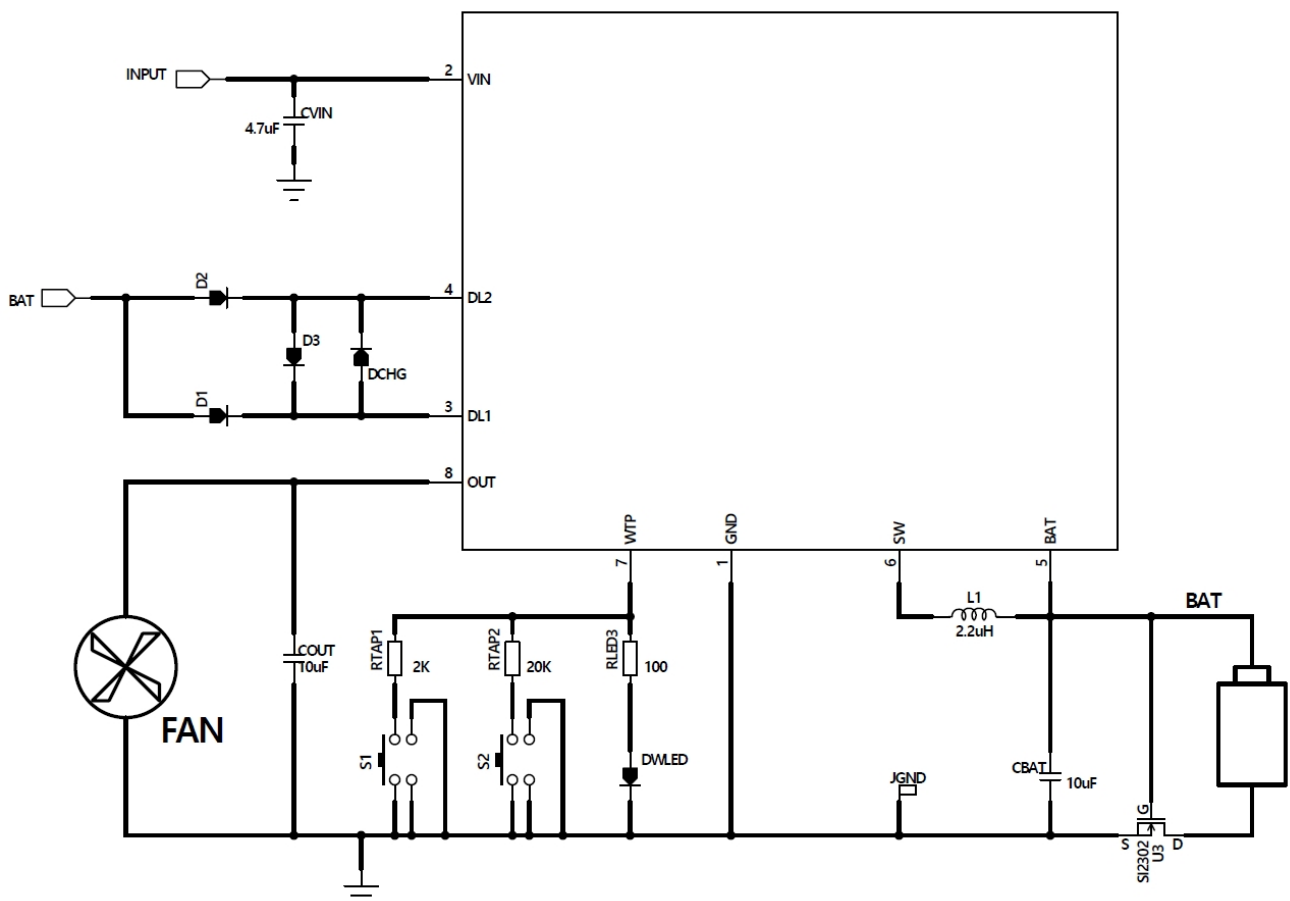 INPUT
2
VIN
CVIN
4.7uF
D2
BAT
4
DL2
D3
DCHG
D1
3
DL1
8
OUT
WTP
GND
SW
BAT
7
1
6
5
L1
2.2uH
BAT
RTAP1
2K
RTAP2
20K
RLED3
100
COUT
10uF
FAN
S1
S2
DWLED
JGND
CBAT
10uF
G
S
D
SI2302
U3